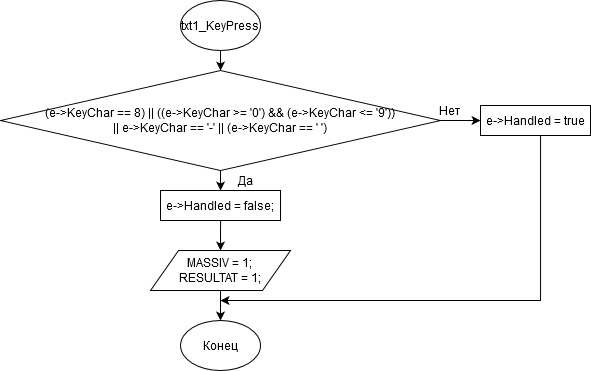 txt1_KeyPress
(e->KeyChar == 8) || ((e->KeyChar >= '0') && (e->KeyChar <= '9'))
|| e->KeyChar == '-' || (e->KeyChar == ' ')
Нет
e->Handled = true
Да
e->Handled = false;
MASSIV = 1;
RESULTAT = 1;
Конец